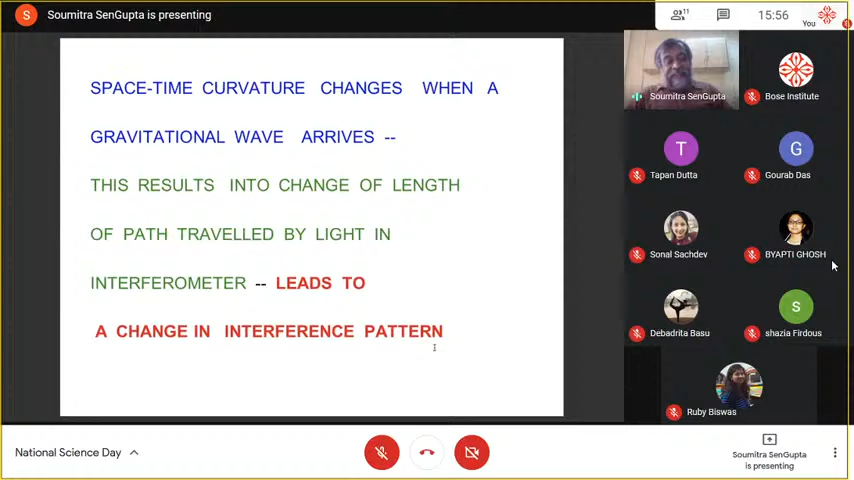 S Soumitra SenGupta is presenting
11
15:56
You
SPACE-TIME CURVATURE CHANGES WHEN A
GRAVITATIONAL WAVE ARRIVES --
THIS RESULTS INTO CHANGE OF LENGTH
OF PATH TRAVELLED BY LIGHT IN
INTERFEROMETER -- LEADS TO
A CHANGE IN INTERFERENCE PATTERN
Soumitra SenGupta
Bose Institute
T
Tapan Dutta
G
Gourab Das
Sonal Sachdev
BYAPTI GHOSH
Debadrita Basu
s
shazia Firdous
Ruby Biswas
National Science Day
Soumitra SenGupta
is presenting